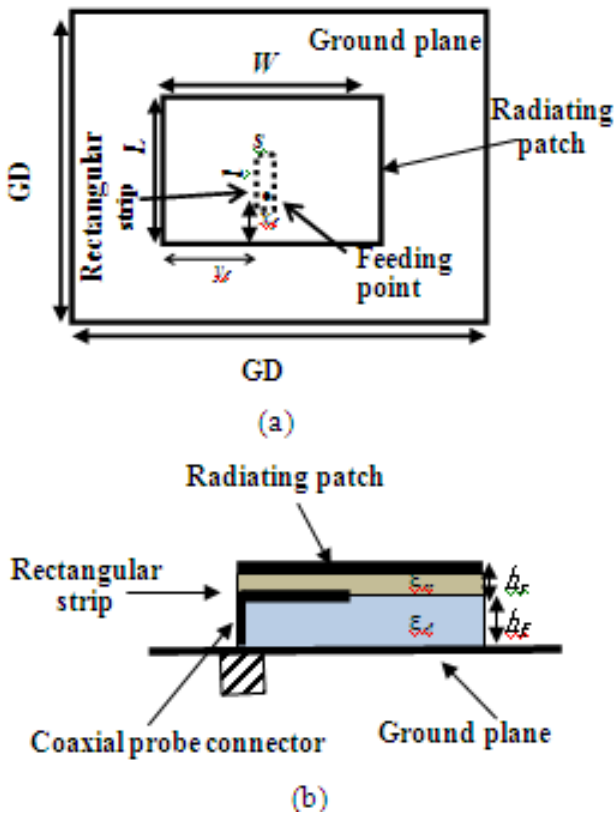 Ground plane
W
Radiating
patch
L
s
l
Rectangular
strip
GD
Feeding
point
GD
(a)
Radiating patch
Rectangular
strip
Coaxial probe connector
Ground plane
(b)